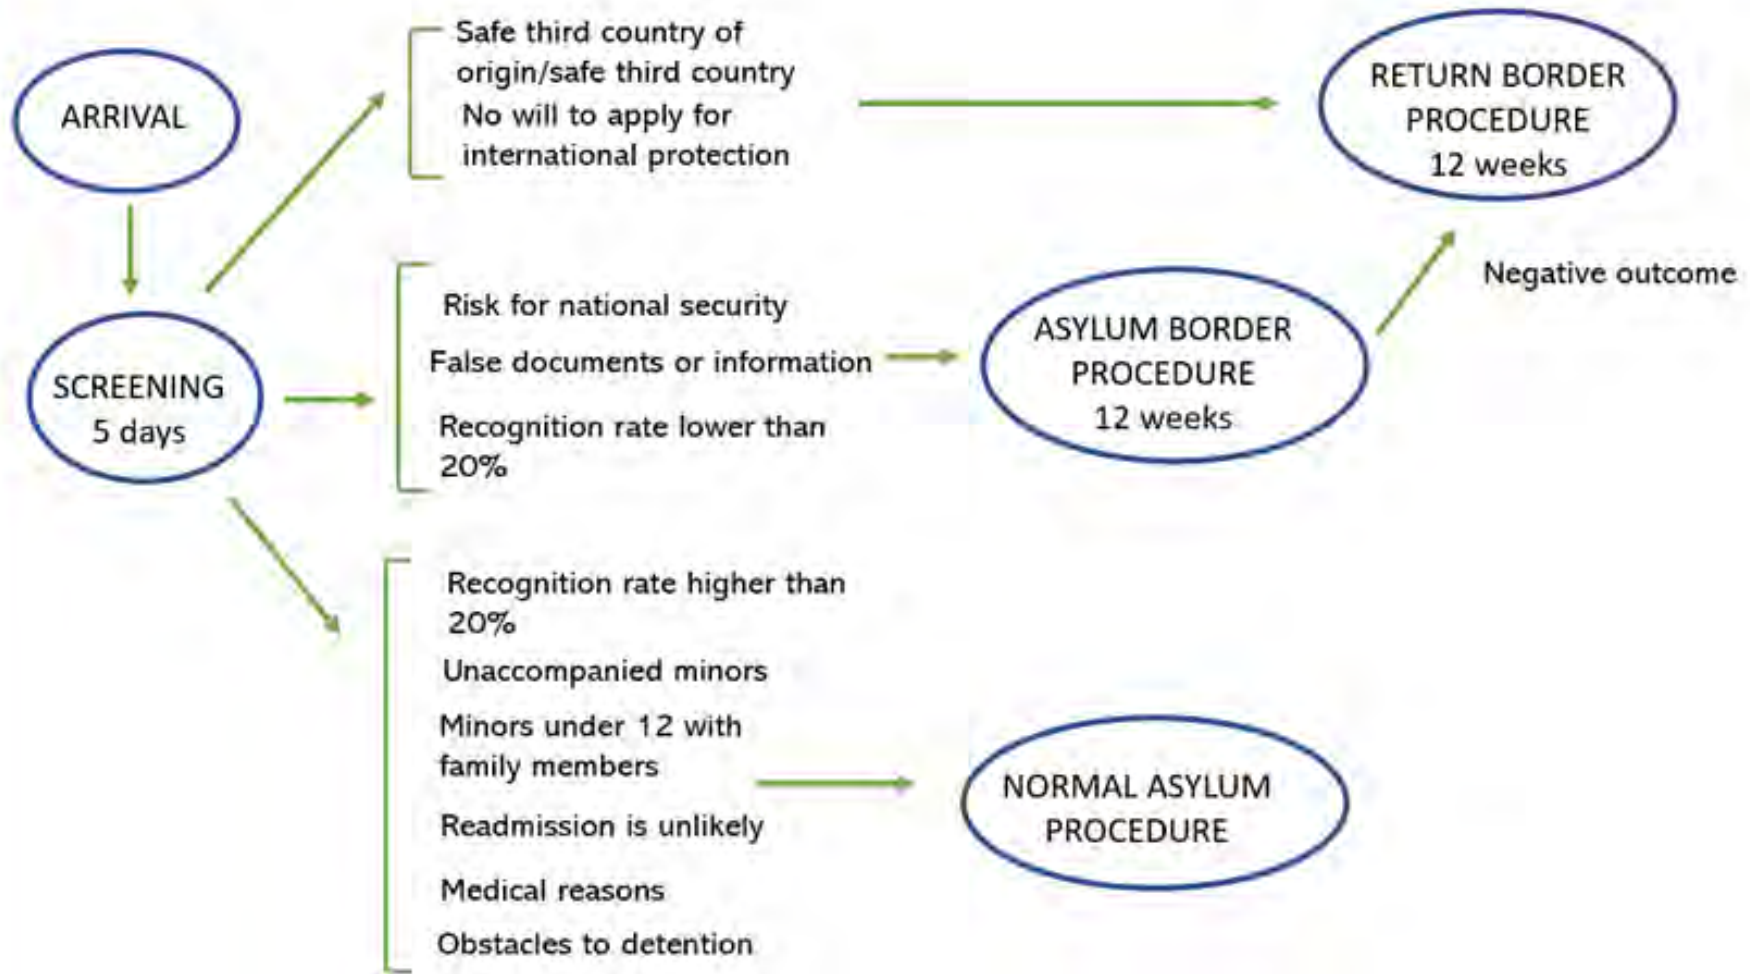 ARRIVAL
SCREENING
5 days
Safe third country of
origin/safe third country
No will to apply for
international protection
RETURN BORDER
PROCEDURE
12 weeks
Risk for national security
False documents or information
Recognition rate lower than
20%
ASYLUM BORDER
PROCEDURE
12 weeks
Negative outcome
Recognition rate higher than
20%
Unaccompanied minors
Minors under 12 with
family members
Readmission is unlikely
Medical reasons
Obstacles to detention
NORMAL ASYLUM
PROCEDURE